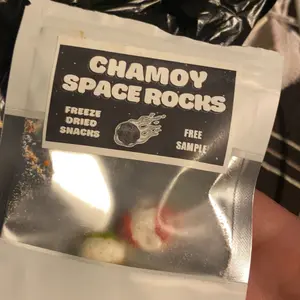 CHAMOY
SPACE ROCKS
FREEZE
DRIED
SNACKS
FREE
SAMPLE